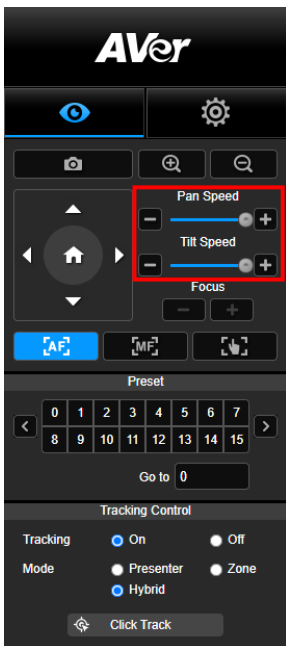 AVer
Pan Speed
Tilt Speed
Focus
AF
MF
Preset
0 1 2 3 4 5 6 7
8 9 10 11 12 13 14 15
Go to 0
Tracking Control
Tracking On Off
Mode Presenter Zone
Hybrid
Click Track